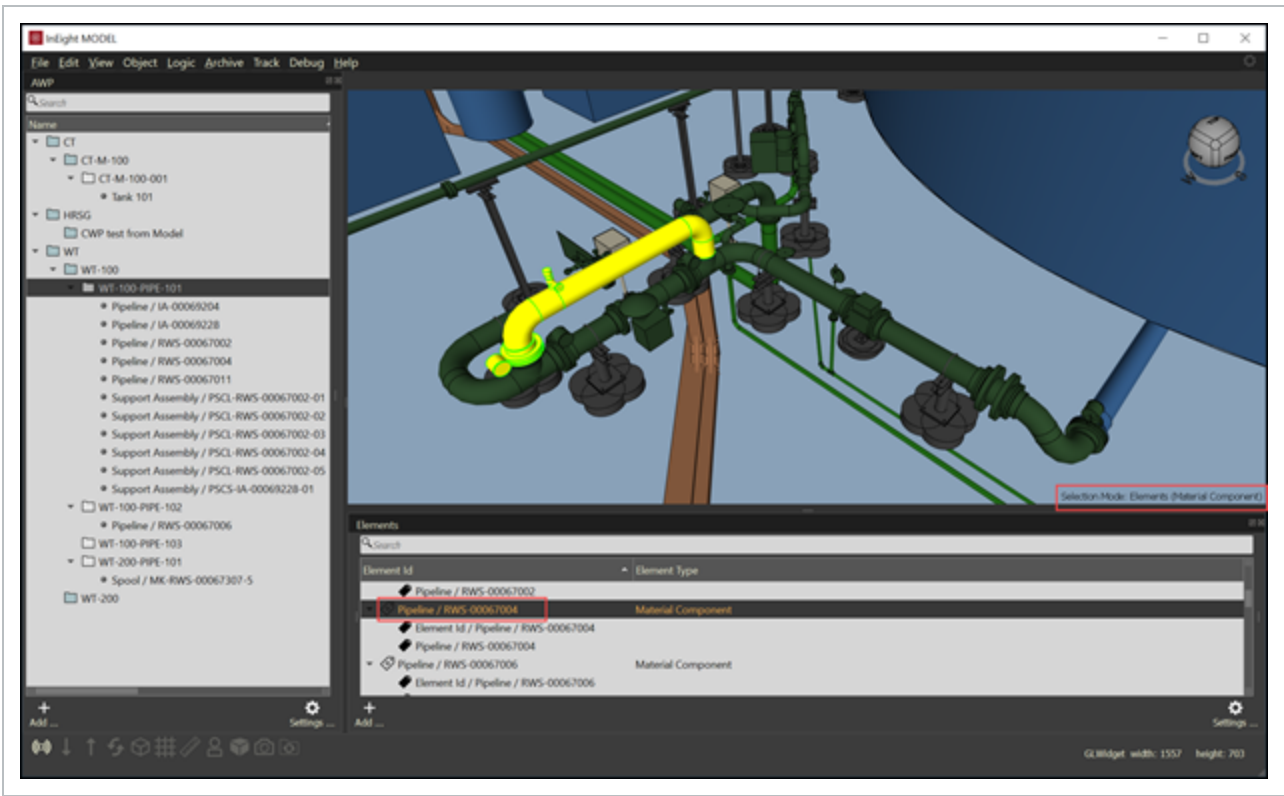 InEight MODEL
File Edit View Object Logic Archive Track Debug Help
AWP
Search
Name
CT
CT-M-100
CT-M-100-001
Tank 101
HRSG
CWP test from Model
WT
WT-100
WT-100-PIPE-101
Pipeline / IA-00069204
Pipeline / IA-00069228
Pipeline / RWS-00067002
Pipeline / RWS-00067004
Pipeline / RWS-00067011
Support Assembly / PSCL-RWS-00067002-01
Support Assembly / PSCL-RWS-00067002-02
Support Assembly / PSCL-RWS-00067002-03
Support Assembly / PSCL-RWS-00067002-04
Support Assembly / PSCL-RWS-00067002-05
Support Assembly / PSCS-IA-00069228-01
WT-100-PIPE-102
Pipeline / RWS-00067006
WT-100-PIPE-103
WT-200-PIPE-101
Spool / MK-RWS-00067307-5
WT-200
Add ...
Settings ...
Selection Mode: Elements (Material Component)
Elements
Search
Element Id Element Type
Pipeline / RWS-00067002
Pipeline / RWS-00067004 Material Component
Element Id / Pipeline / RWS-00067004
Pipeline / RWS-00067004
Pipeline / RWS-00067006 Material Component
Element Id / Pipeline / RWS-00067006
Add ...
Settings ...
GLWidget width: 1557 height: 703